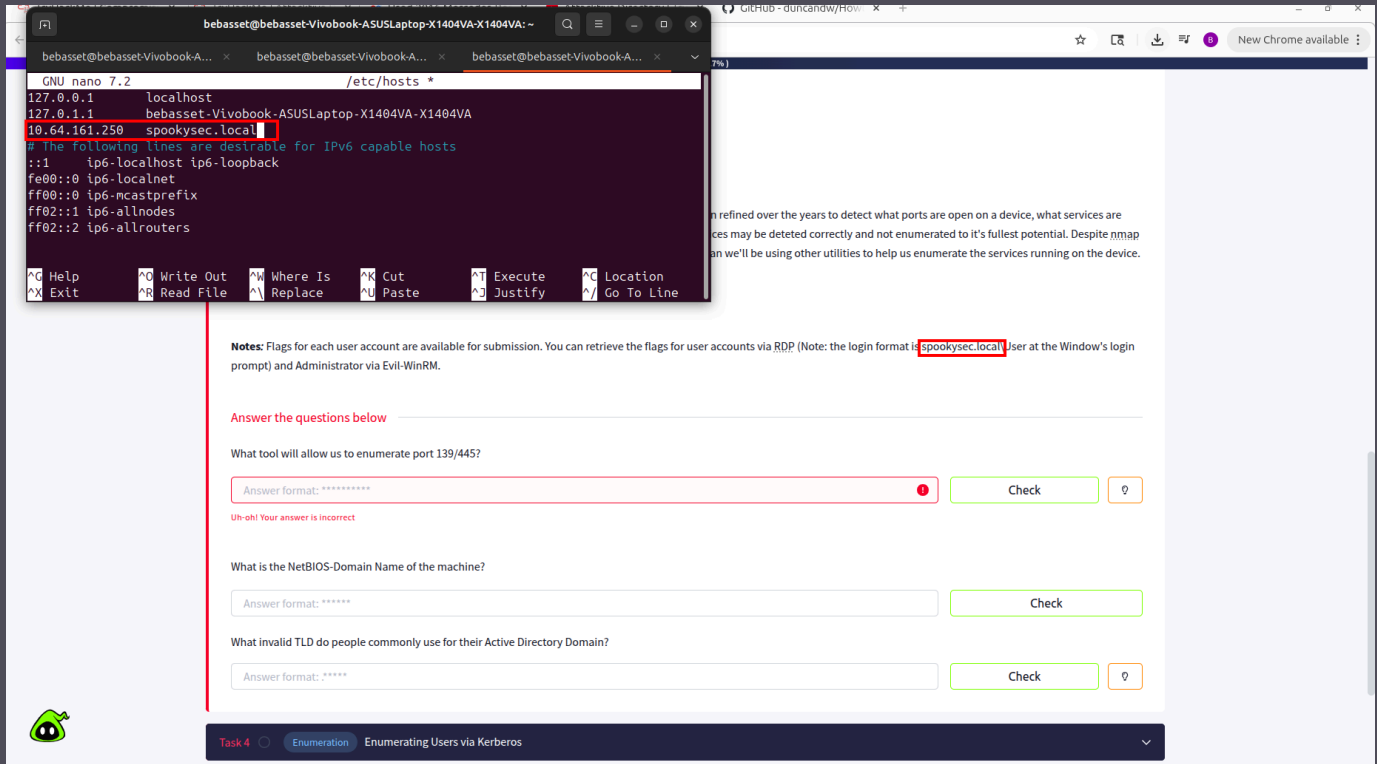 bebasset@bebasset-Vivobook-ASUSLaptop-X1404VA-X1404VA: ~
GitHub - duncandw/How
bebasset@bebasset-Vivobook-A...
bebasset@bebasset-Vivobook-A...
bebasset@bebasset-Vivobook-A...
New Chrome available
B
7% )
GNU nano 7.2 /etc/hosts *
127.0.0.1 localhost
127.0.1.1 bebasset-Vivobook-ASUSLaptop-X1404VA-X1404VA
10.64.161.250 spookysec.local
# The following lines are desirable for IPv6 capable hosts
::1 ip6-localhost ip6-loopback
fe00::0 ip6-localnet
ff00::0 ip6-mcastprefix
ff02::1 ip6-allnodes
ff02::2 ip6-allrouters
^G Help ^O Write Out ^W Where Is ^K Cut ^T Execute ^C Location
^X Exit ^R Read File ^\ Replace ^U Paste ^J Justify ^/ Go To Line
n refined over the years to detect what ports are open on a device, what services are
ces may be deteted correctly and not enumerated to it's fullest potential. Despite nmap
an we'll be using other utilities to help us enumerate the services running on the device.
Notes: Flags for each user account are available for submission. You can retrieve the flags for user accounts via RDP (Note: the login format is spookysec.local\User at the Window's login
prompt) and Administrator via Evil-WinRM.
Answer the questions below
What tool will allow us to enumerate port 139/445?
Answer format: **********
Check
Uh-oh! Your answer is incorrect
What is the NetBIOS-Domain Name of the machine?
Answer format: ******
Check
What invalid TLD do people commonly use for their Active Directory Domain?
Answer format: .*****
Check
Task 4 Enumeration Enumerating Users via Kerberos